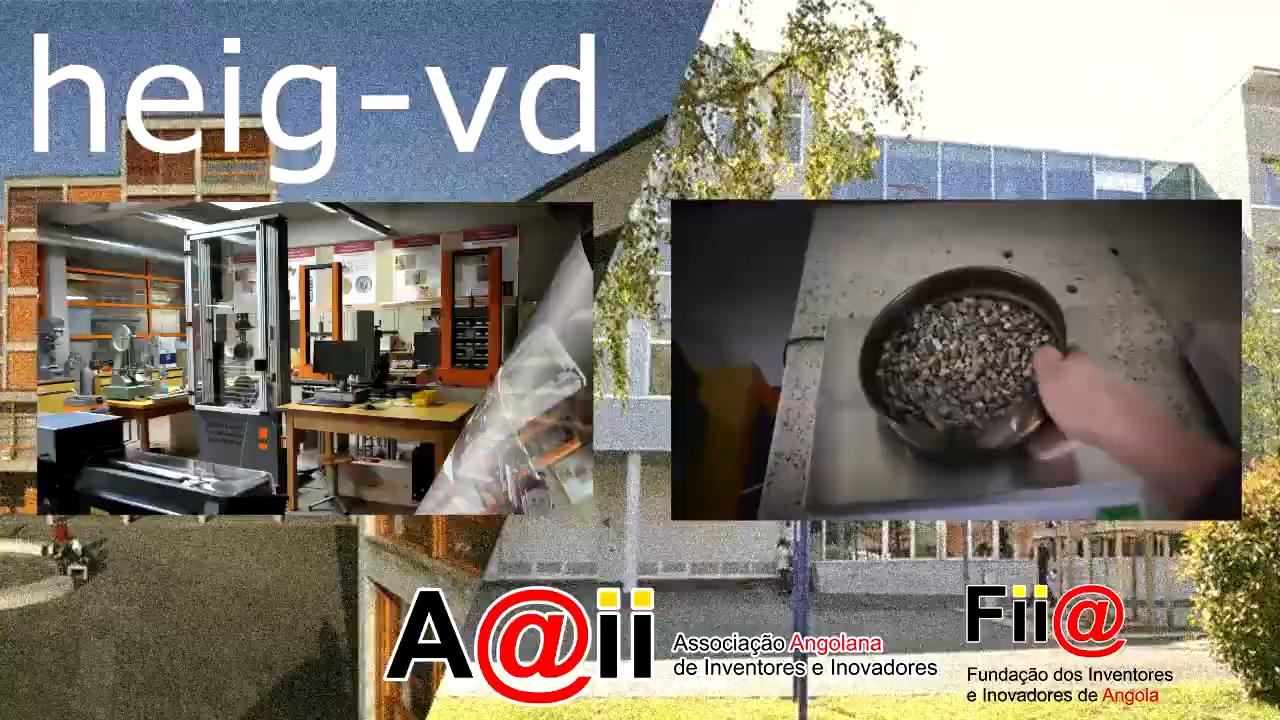 heig-vd
A@ii
Associação Angolana
de Inventores e Inovadores
Fii@
Fundação dos Inventores
e Inovadores de Angola